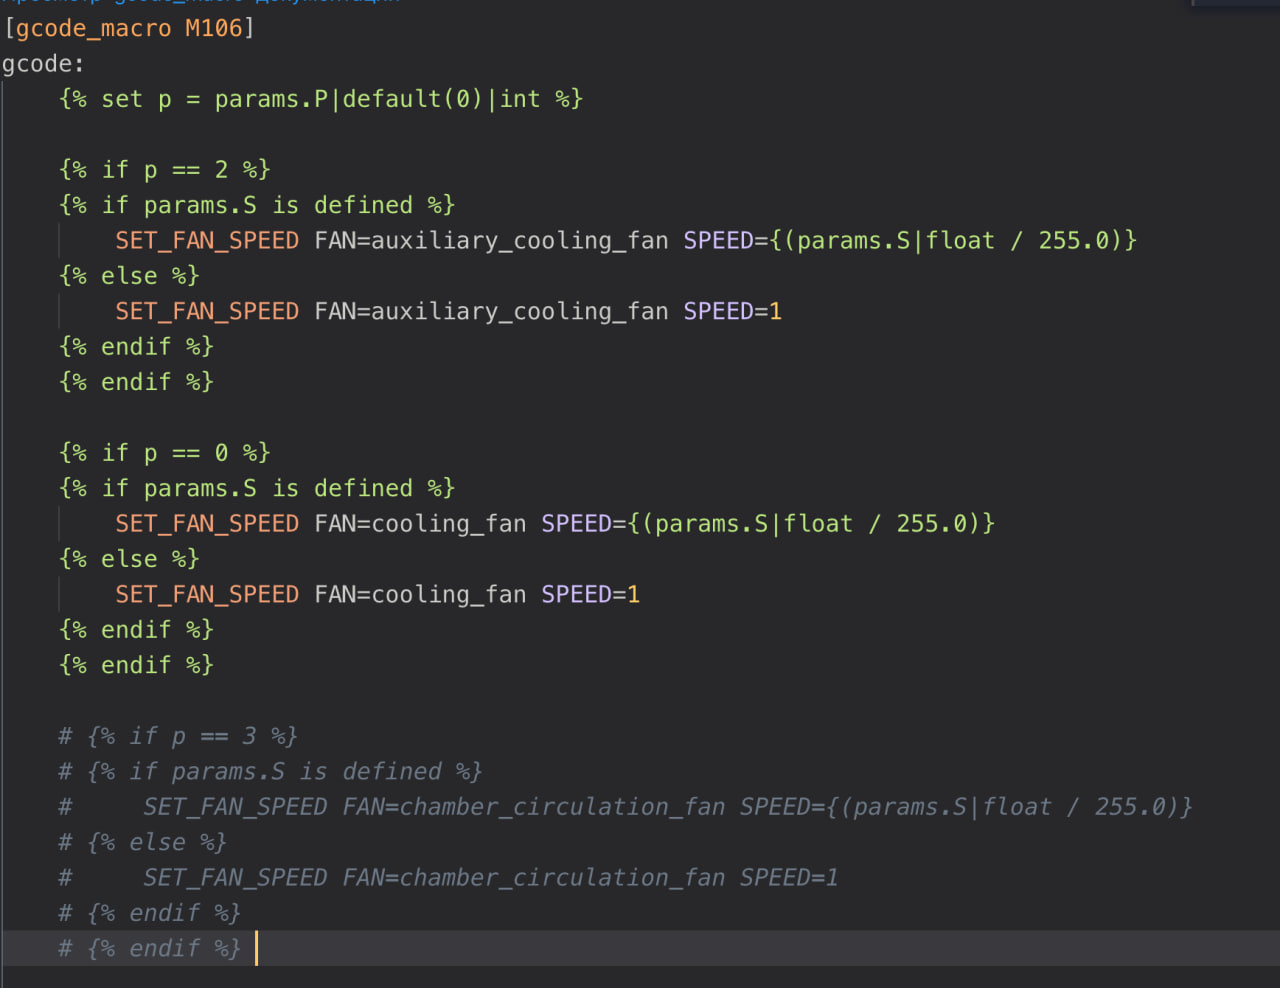 Просмотр gcode_macro документации
[gcode_macro M106]
gcode:
{% set p = params.P|default(0)|int %}
{% if p == 2 %}
{% if params.S is defined %}
SET_FAN_SPEED FAN=auxiliary_cooling_fan SPEED={(params.S|float / 255.0)}
{% else %}
SET_FAN_SPEED FAN=auxiliary_cooling_fan SPEED=1
{% endif %}
{% endif %}
{% if p == 0 %}
{% if params.S is defined %}
SET_FAN_SPEED FAN=cooling_fan SPEED={(params.S|float / 255.0)}
{% else %}
SET_FAN_SPEED FAN=cooling_fan SPEED=1
{% endif %}
{% endif %}
# {% if p == 3 %}
# {% if params.S is defined %}
#     SET_FAN_SPEED FAN=chamber_circulation_fan SPEED={(params.S|float / 255.0)}
# {% else %}
#     SET_FAN_SPEED FAN=chamber_circulation_fan SPEED=1
# {% endif %}
# {% endif %}